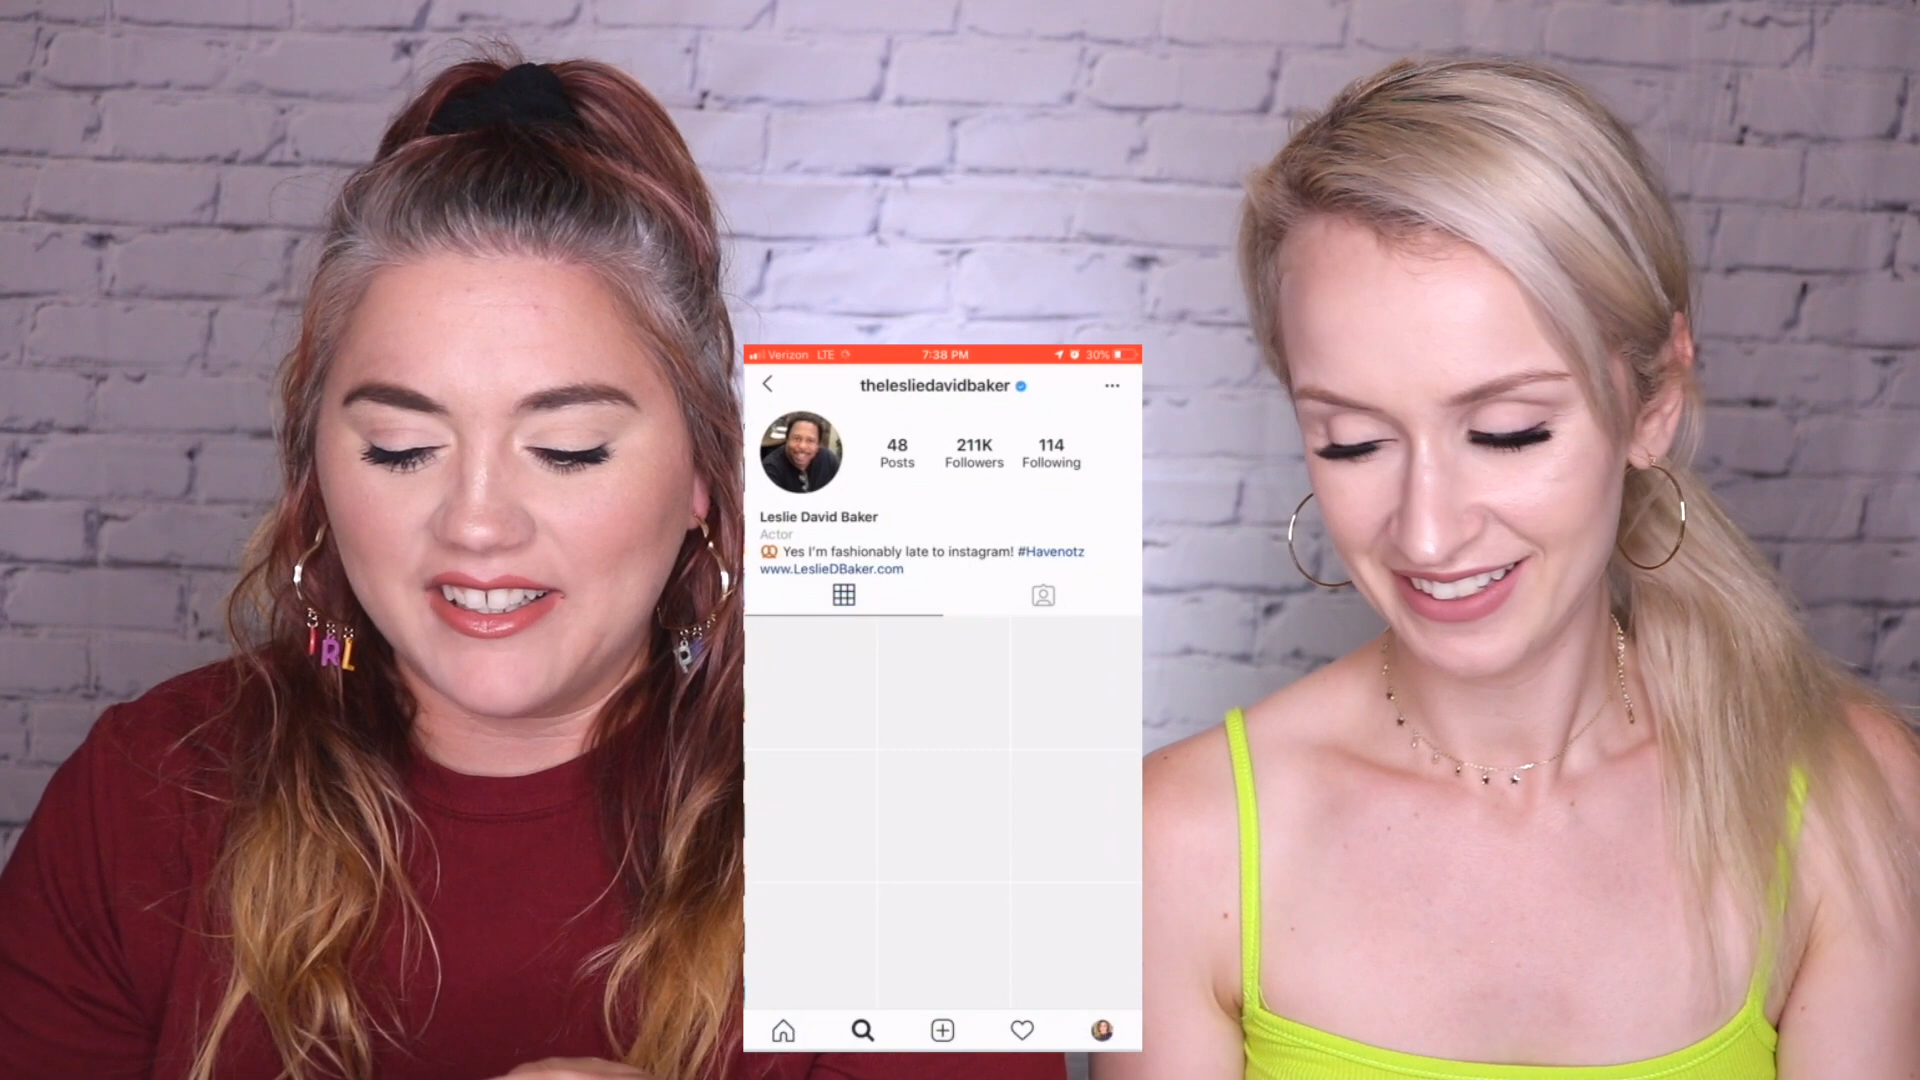 Verizon LTE 7:38 PM 30%
thelesliedavidbaker
48 211K 114
Posts Followers Following
Leslie David Baker
Actor
Yes I'm fashionably late to instagram! #Havenotz
www.LeslieDBaker.com
IRL